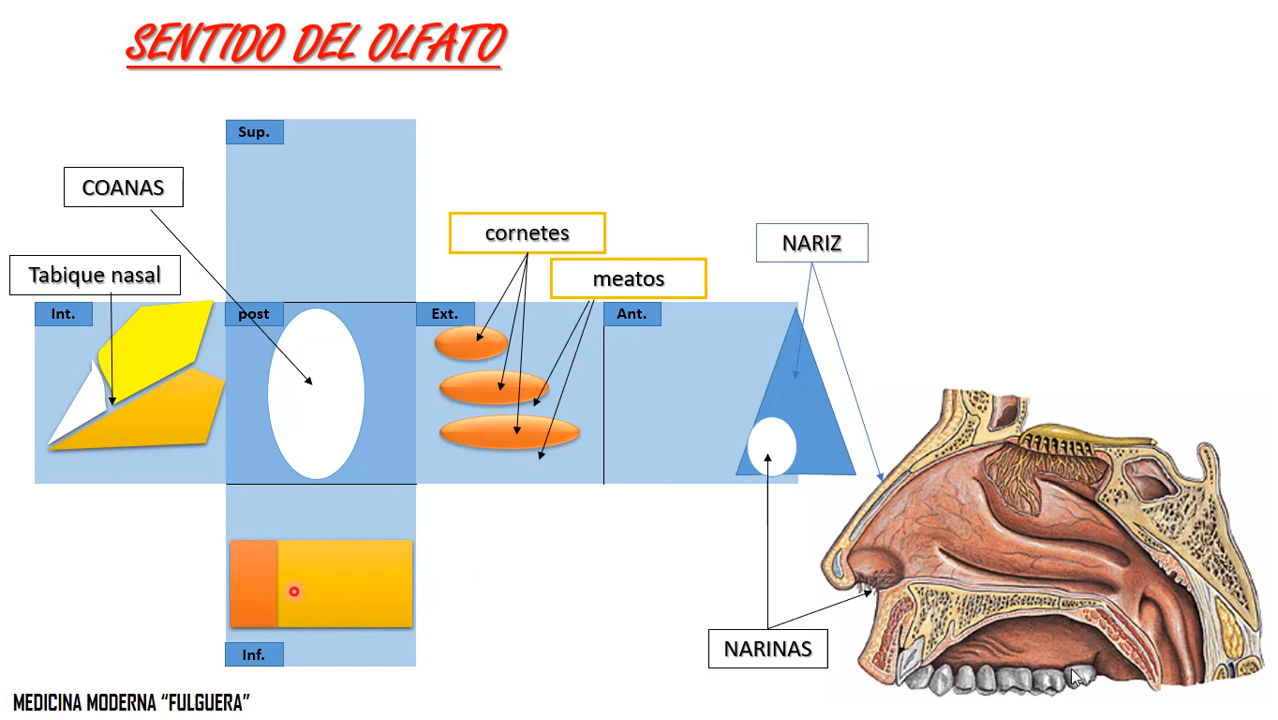 SENTIDO DEL OLFATO
Sup.
COANAS
cornetes
NARIZ
Tabique nasal
meatos
Int.
post
Ext.
Ant.
NARINAS
Inf.
MEDICINA MODERNA “FULGUERA”